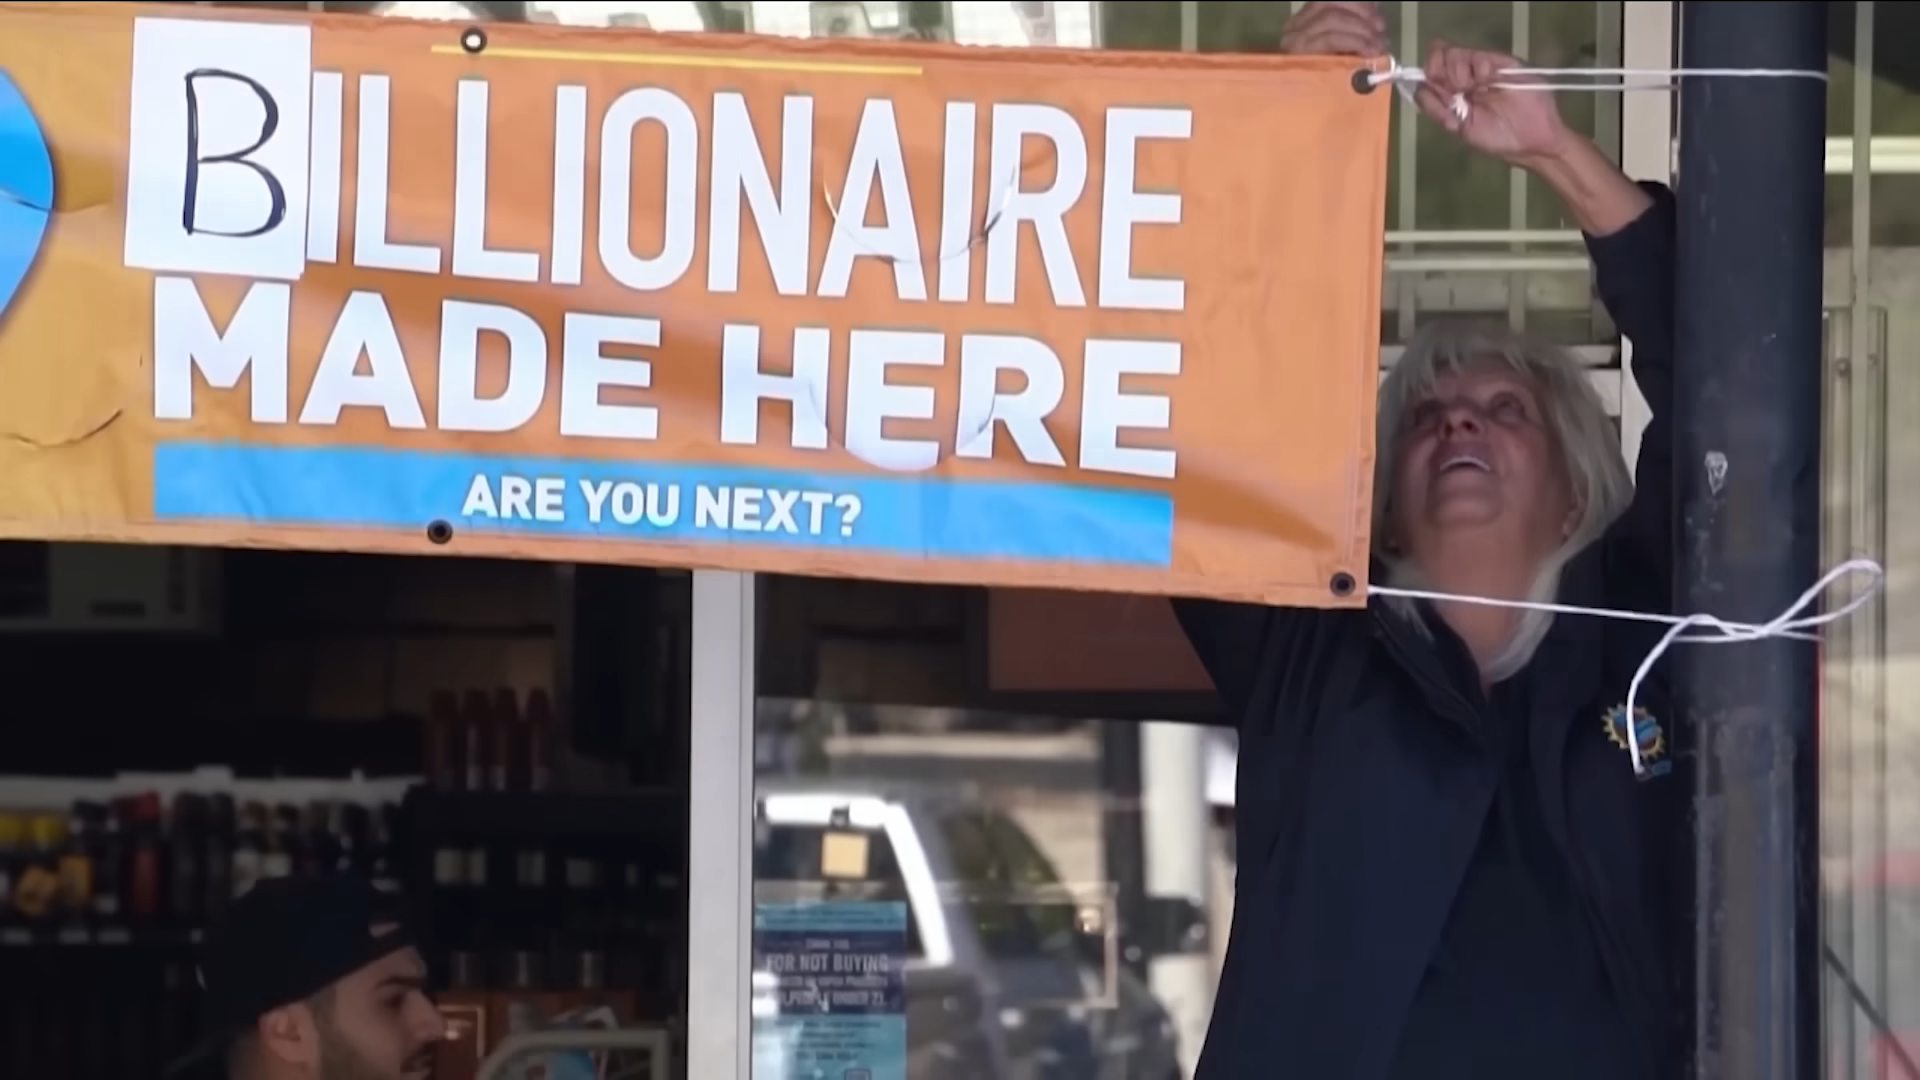 BILLIONAIRE
MADE HERE
ARE YOU NEXT?
FOR NOT BUYING